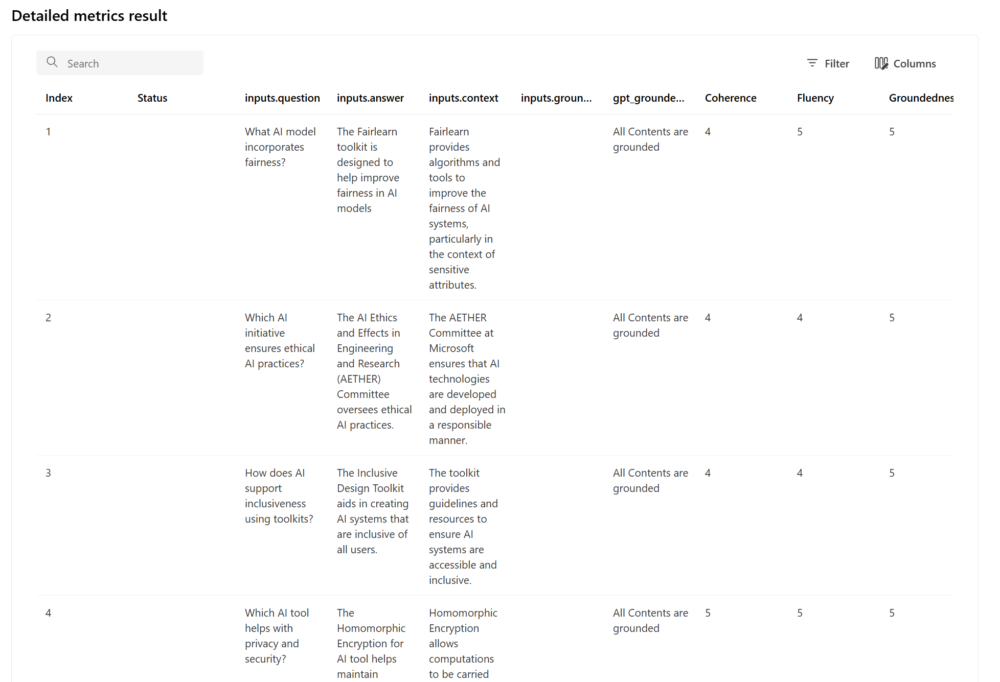 Detailed metrics result
Search
Filter
Columns
Index
Status
inputs.question
inputs.answer
inputs.context
inputs.groun...
gpt_grounde...
Coherence
Fluency
Groundednes
1
What AI model
incorporates
fairness?
The Fairlearn
toolkit is
designed to
help improve
fairness in AI
models
Fairlearn
provides
algorithms and
tools to
improve the
fairness of AI
systems,
particularly in
the context of
sensitive
attributes.
All Contents are
grounded
4
5
5
2
Which AI
initiative
ensures ethical
AI practices?
The AI Ethics
and Effects in
Engineering
and Research
(AETHER)
Committee
oversees ethical
AI practices.
The AETHER
Committee at
Microsoft
ensures that AI
technologies
are developed
and deployed in
a responsible
manner.
All Contents are
grounded
4
4
5
3
How does AI
support
inclusiveness
using toolkits?
The Inclusive
Design Toolkit
aids in creating
AI systems that
are inclusive of
all users.
The toolkit
provides
guidelines and
resources to
ensure AI
systems are
accessible and
inclusive.
All Contents are
grounded
4
4
5
4
Which AI tool
helps with
privacy and
security?
The
Homomorphic
Encryption for
AI tool helps
maintain
Homomorphic
Encryption
allows
computations
to be carried
All Contents are
grounded
5
5
5